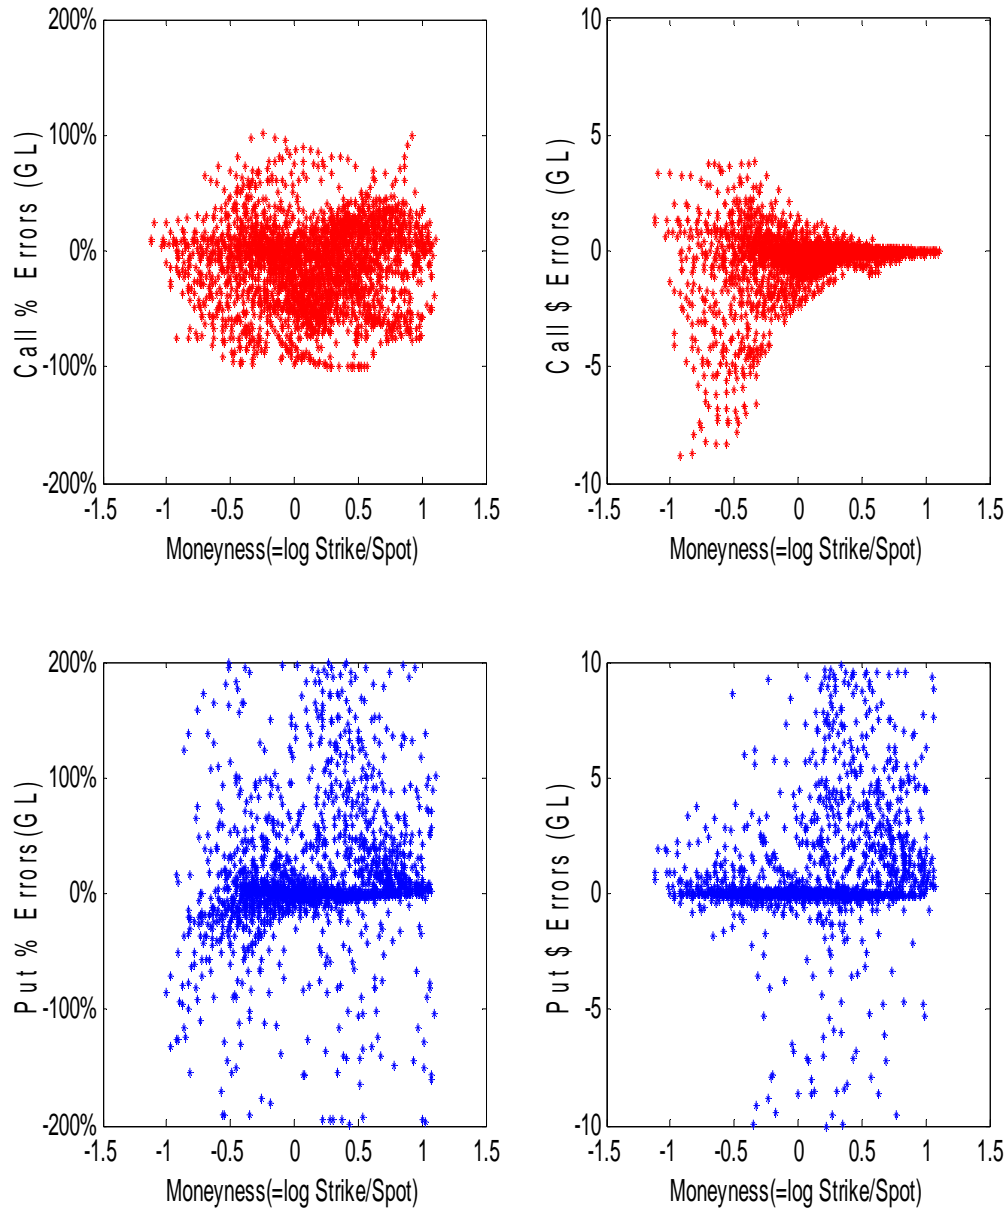 200%
100%
0%
-100%
-200%
-1.5 -1 -0.5 0 0.5 1 1.5
Call % Errors (GL)
Moneyness(=log Strike/Spot)
10
5
0
-5
-10
-1.5 -1 -0.5 0 0.5 1 1.5
Call $ Errors (GL)
Moneyness(=log Strike/Spot)
200%
100%
0%
-100%
-200%
-1.5 -1 -0.5 0 0.5 1 1.5
Put % Errors(GL)
Moneyness(=log Strike/Spot)
10
5
0
-5
-10
-1.5 -1 -0.5 0 0.5 1 1.5
Put $ Errors (GL)
Moneyness(=log Strike/Spot)